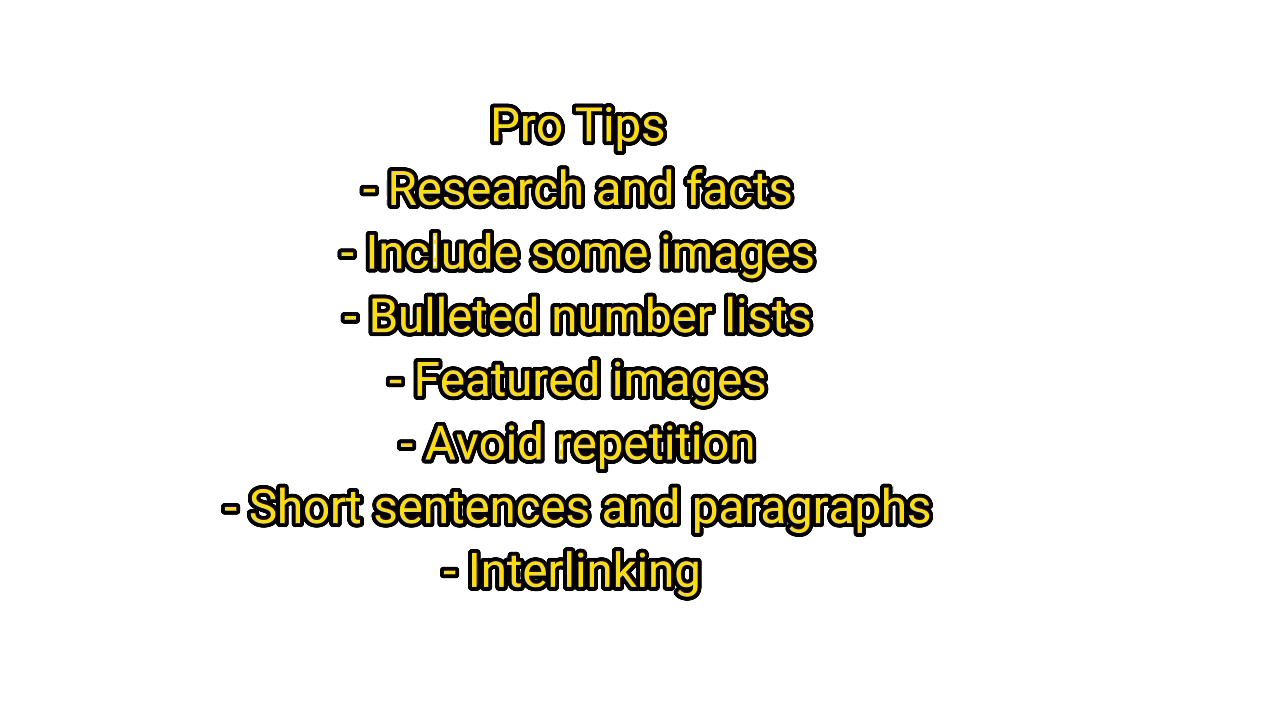 Pro Tips
- Research and facts
- Include some images
- Bulleted number lists
- Featured images
- Avoid repetition
- Short sentences and paragraphs
- Interlinking